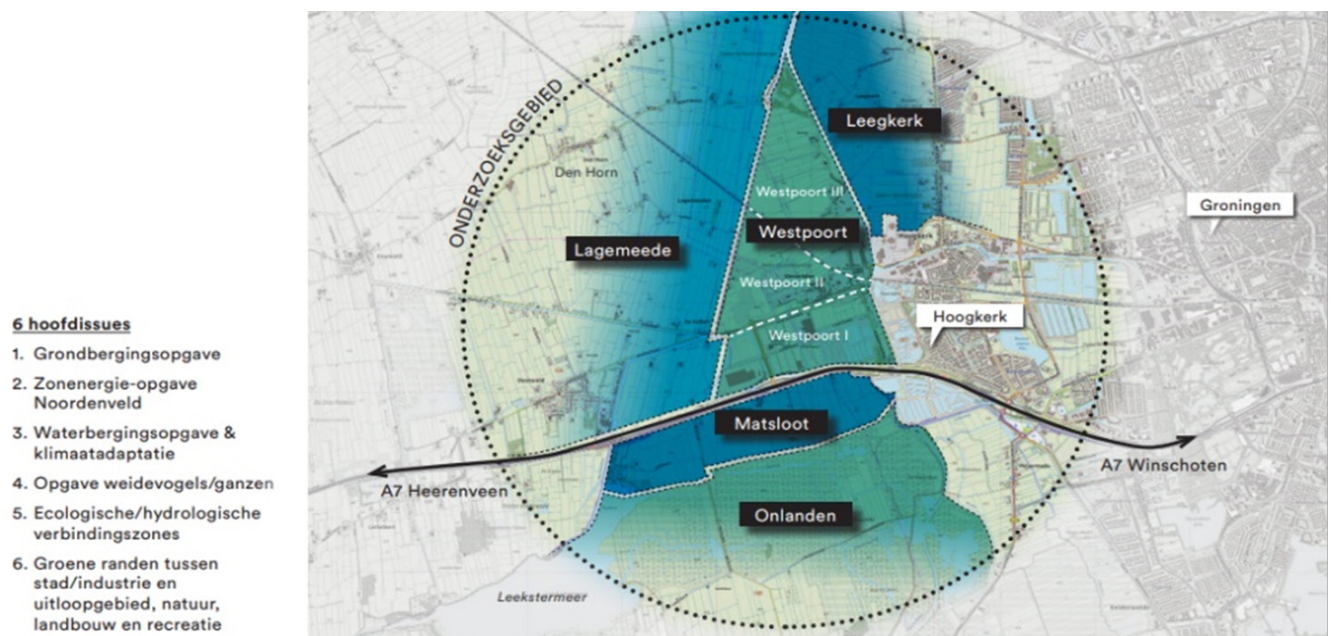 6 hoofdissues
1. Grondbergingsopgave
2. Zonenergie-opgave
Noordenveld
3. Waterbergingsopgave &
klimaatadaptatie
4. Opgave weidevogels/ganzen
5. Ecologische/hydrologische
verbindingszones
6. Groene randen tussen
stad/industrie en
uitloopgebied, natuur,
landbouw en recreatie
ONDERZOEKSGEBIED
Leegkerk
Den Horn
Westpoort III
Groningen
Westpoort
Lagemeede
Westpoort II
Hoogkerk
Westpoort I
Matsloot
A7 Winschoten
A7 Heerenveen
Onlanden
Leekstermeer